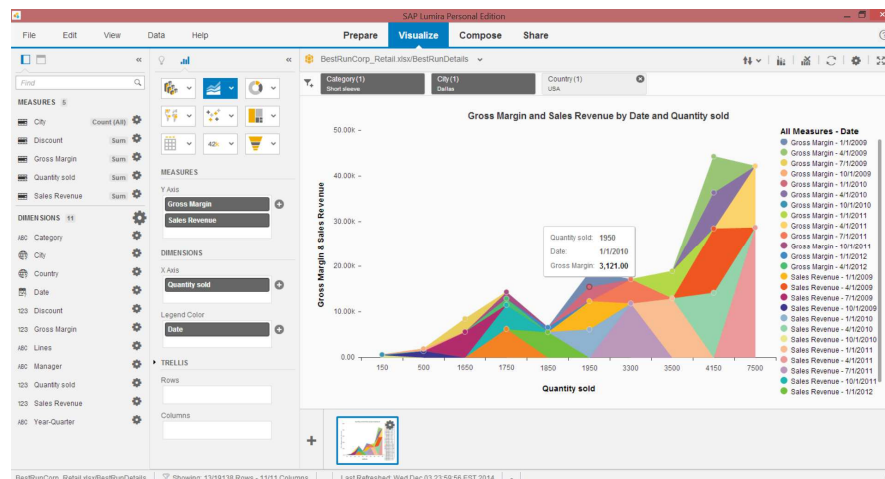 SAP Lumira Personal Edition
File Edit View Data Help
Prepare Visualize Compose Share
BestRunCorp_Retail.xlsx/BestRunDetails
Find
MEASURES 5
City Count (All)
Discount Sum
Gross Margin Sum
Quantity sold Sum
Sales Revenue Sum
DIMENSIONS 11
ABC Category
City
Country
Date
123 Discount
123 Gross Margin
ABC Lines
ABC Manager
123 Quantity sold
123 Sales Revenue
ABC Year-Quarter
MEASURES
Y Axis
Gross Margin
Sales Revenue
DIMENSIONS
X Axis
Quantity sold
Legend Color
Date
TRELLIS
Rows
Columns
Category (1)
Short sleeve
City (1)
Dallas
Country (1)
USA
Gross Margin and Sales Revenue by Date and Quantity sold
Gross Margin & Sales Revenue
50.00k
40.00k
30.00k
20.00k
10.00k
0.00
150 500 1650 1750 1850 1950 3300 3500 4150 7500
Quantity sold
Quantity sold: 1950
Date: 1/1/2010
Gross Margin: 3,121.00
All Measures - Date
Gross Margin - 1/1/2009
Gross Margin - 4/1/2009
Gross Margin - 7/1/2009
Gross Margin - 10/1/2009
Gross Margin - 1/1/2010
Gross Margin - 4/1/2010
Gross Margin - 10/1/2010
Gross Margin - 1/1/2011
Gross Margin - 4/1/2011
Gross Margin - 7/1/2011
Gross Margin - 10/1/2011
Gross Margin - 1/1/2012
Gross Margin - 4/1/2012
Sales Revenue - 1/1/2009
Sales Revenue - 4/1/2009
Sales Revenue - 7/1/2009
Sales Revenue - 10/1/2009
Sales Revenue - 1/1/2010
Sales Revenue - 4/1/2010
Sales Revenue - 10/1/2010
Sales Revenue - 1/1/2011
Sales Revenue - 4/1/2011
Sales Revenue - 7/1/2011
Sales Revenue - 10/1/2011
Sales Revenue - 1/1/2012
BestRunCorp_Retail.xlsx/BestRunDetails Showing: 13/19138 Rows - 11/11 Columns Last Refreshed: Wed Dec 03 23:59:56 EST 2014